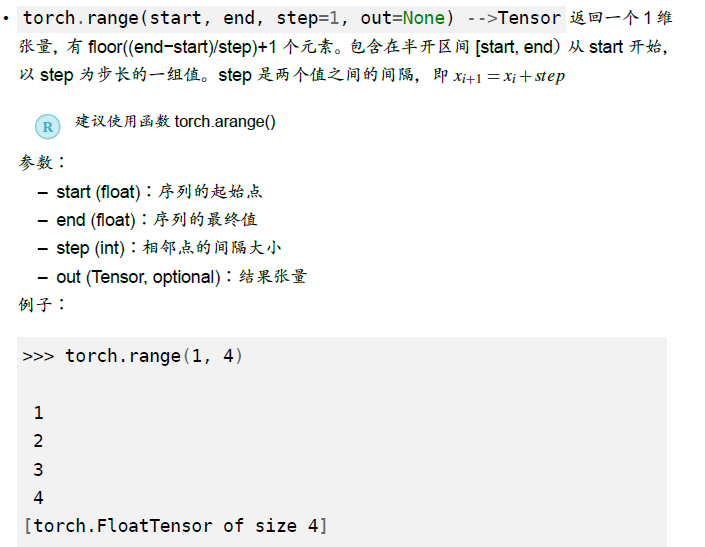 • torch.range(start, end, step=1, out=None) -->Tensor 返回一个 1 维
张量，有 floor((end−start)/step)+1 个元素。包含在半开区间 [start, end）从 start 开始，
以 step 为步长的一组值。step 是两个值之间的间隔，即 xᵢ₊₁ = xᵢ + step
R 建议使用函数 torch.arange()
参数：
– start (float)：序列的起始点
– end (float)：序列的最终值
– step (int)：相邻点的间隔大小
– out (Tensor, optional)：结果张量
例子：
>>> torch.range(1, 4)
1
2
3
4
[torch.FloatTensor of size 4]